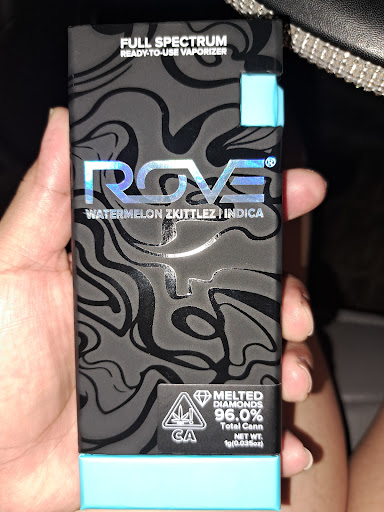 FULL SPECTRUM
READY-TO-USE VAPORIZER
ROVE®
WATERMELON ZKITTLEZ | INDICA
MELTED
DIAMONDS
96.0%
Total Cann
NET WT.
1g(0.035oz)
CA